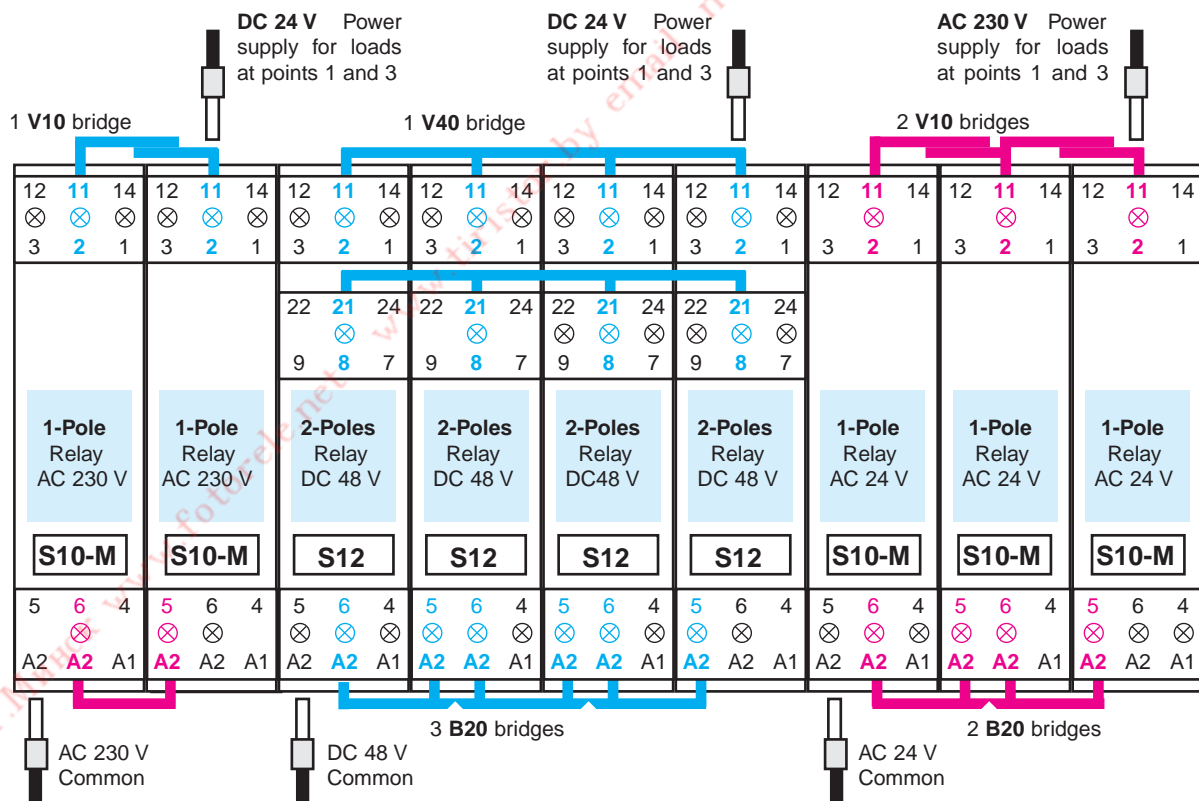 DC 24 V Power
supply for loads
at points 1 and 3
DC 24 V Power
supply for loads
at points 1 and 3
AC 230 V Power
supply for loads
at points 1 and 3
1 V10 bridge
1 V40 bridge
2 V10 bridges
12 11 14 12 11 14 12 11 14 12 11 14 12 11 14 12 11 14 12 11 14 12 11 14 12 11 14
3 2 1 3 2 1 3 2 1 3 2 1 3 2 1 3 2 1 3 2 1 3 2 1 3 2 1
22 21 24 22 21 24 22 21 24 22 21 24
9 8 7 9 8 7 9 8 7 9 8 7
1-Pole 1-Pole 2-Poles 2-Poles 2-Poles 2-Poles 1-Pole 1-Pole 1-Pole
Relay Relay Relay Relay Relay Relay Relay Relay Relay
AC 230 V AC 230 V DC 48 V DC 48 V DC48 V DC 48 V AC 24 V AC 24 V AC 24 V
S10-M S10-M S12 S12 S12 S12 S10-M S10-M S10-M
5 6 4 5 6 4 5 6 4 5 6 4 5 6 4 5 6 4 5 6 4 5 6 4 5 6 4
A2 A2 A1 A2 A2 A1 A2 A2 A1 A2 A2 A1 A2 A2 A1 A2 A2 A1 A2 A2 A1 A2 A2 A1 A2 A2 A1
3 B20 bridges
2 B20 bridges
AC 230 V
Common
DC 48 V
Common
AC 24 V
Common
г.Минск www.fotorele.net www.tiristor.by email